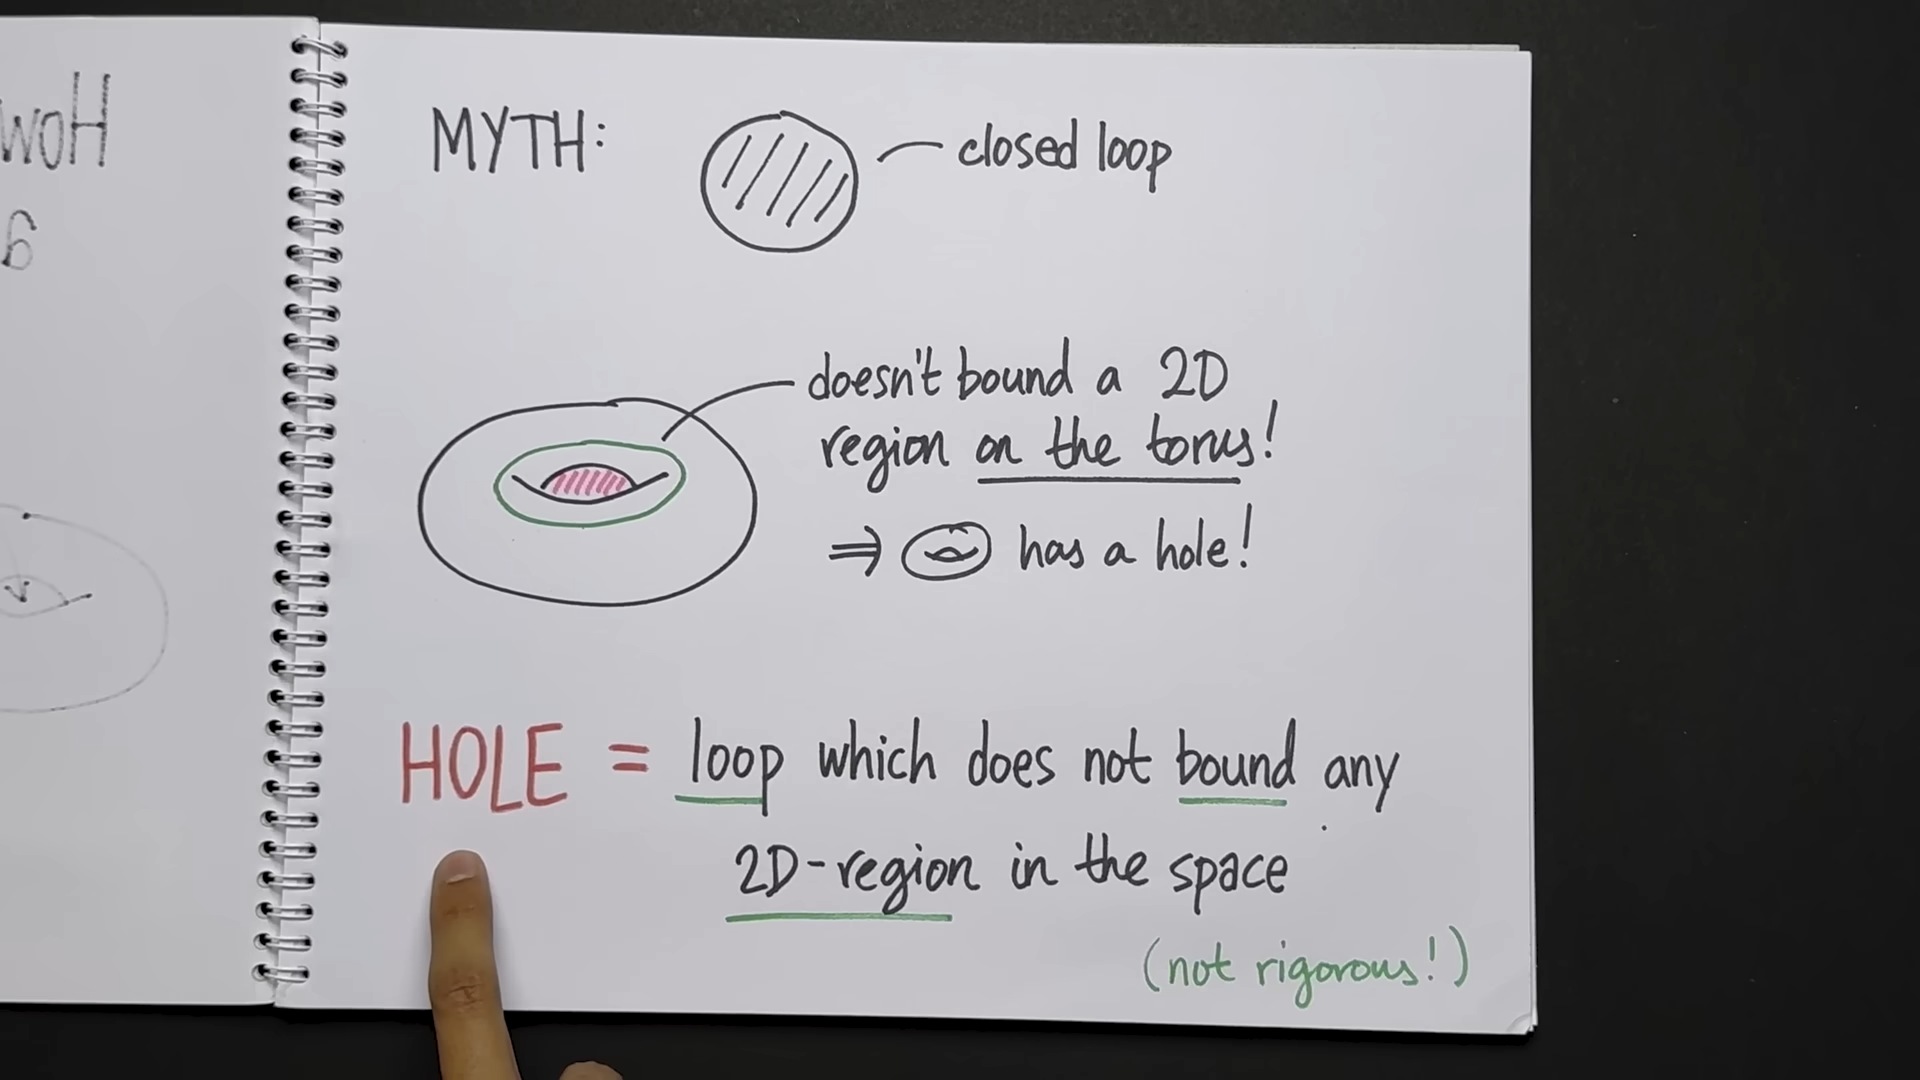 MYTH:
closed loop
doesn't bound a 2D
region on the torus!
⇒ has a hole!
HOLE = loop which does not bound any
2D-region in the space
(not rigorous!)
How